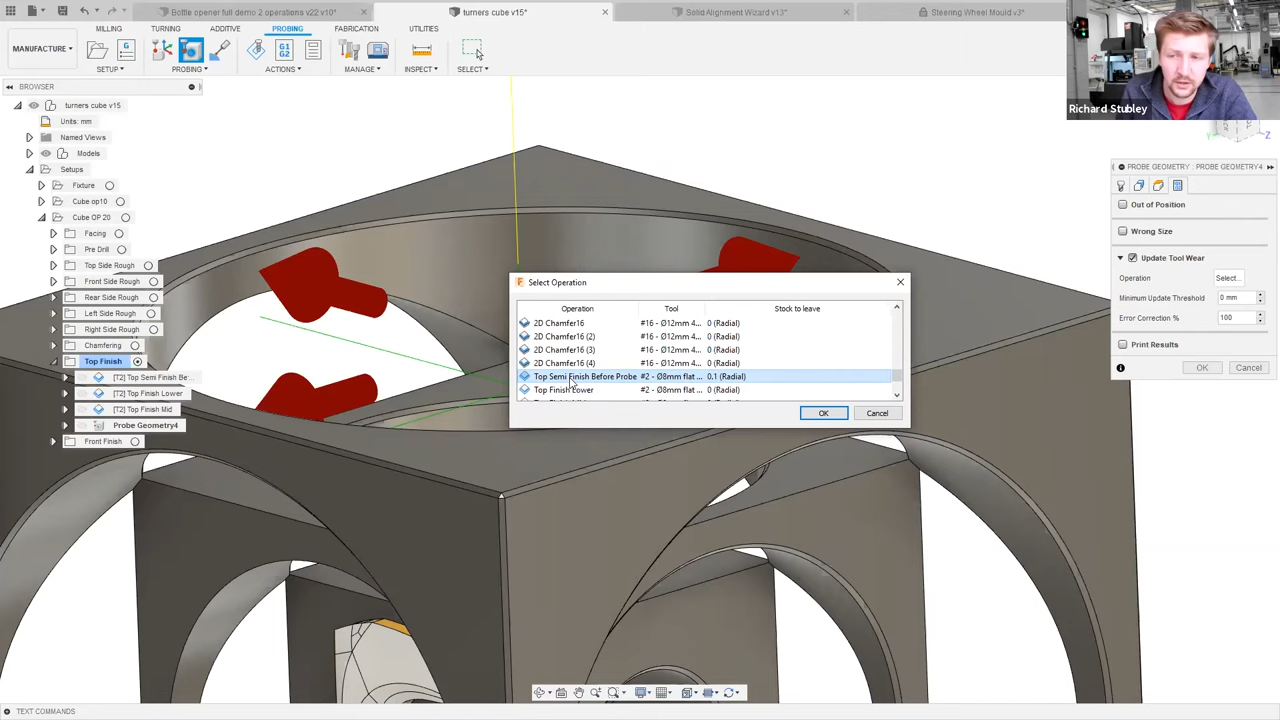 Bottle opener full demo 2 operations v22 v10*
turners cube v15*
Solid Alignment Wizard v13*
Steering Wheel Mould v3*
MILLING
TURNING
ADDITIVE
PROBING
FABRICATION
UTILITIES
MANUFACTURE
G1
G2
SETUP
PROBING
ACTIONS
MANAGE
INSPECT
SELECT
Richard Stubley
BROWSER
turners cube v15
Units: mm
Named Views
Models
Setups
Fixture
Cube op10
Cube OP 20
Facing
Pre Drill
Top Side Rough
Front Side Rough
Rear Side Rough
Left Side Rough
Right Side Rough
Chamfering
Top Finish
[T2] Top Semi Finish Be...
[T2] Top Finish Lower
[T2] Top Finish Mid
Probe Geometry4
Front Finish
Select Operation
Operation Tool Stock to leave
2D Chamfer16 #16 - Ø12mm 4... 0 (Radial)
2D Chamfer16 (2) #16 - Ø12mm 4... 0 (Radial)
2D Chamfer16 (3) #16 - Ø12mm 4... 0 (Radial)
2D Chamfer16 (4) #16 - Ø12mm 4... 0 (Radial)
Top Semi Finish Before Probe #2 - Ø8mm flat ... 0.1 (Radial)
Top Finish Lower #2 - Ø8mm flat ... 0 (Radial)
OK Cancel
Z
PROBE GEOMETRY : PROBE GEOMETRY4
Out of Position
Wrong Size
Update Tool Wear
Operation Select...
Minimum Update Threshold 0 mm
Error Correction % 100
Print Results
OK Cancel
TEXT COMMANDS